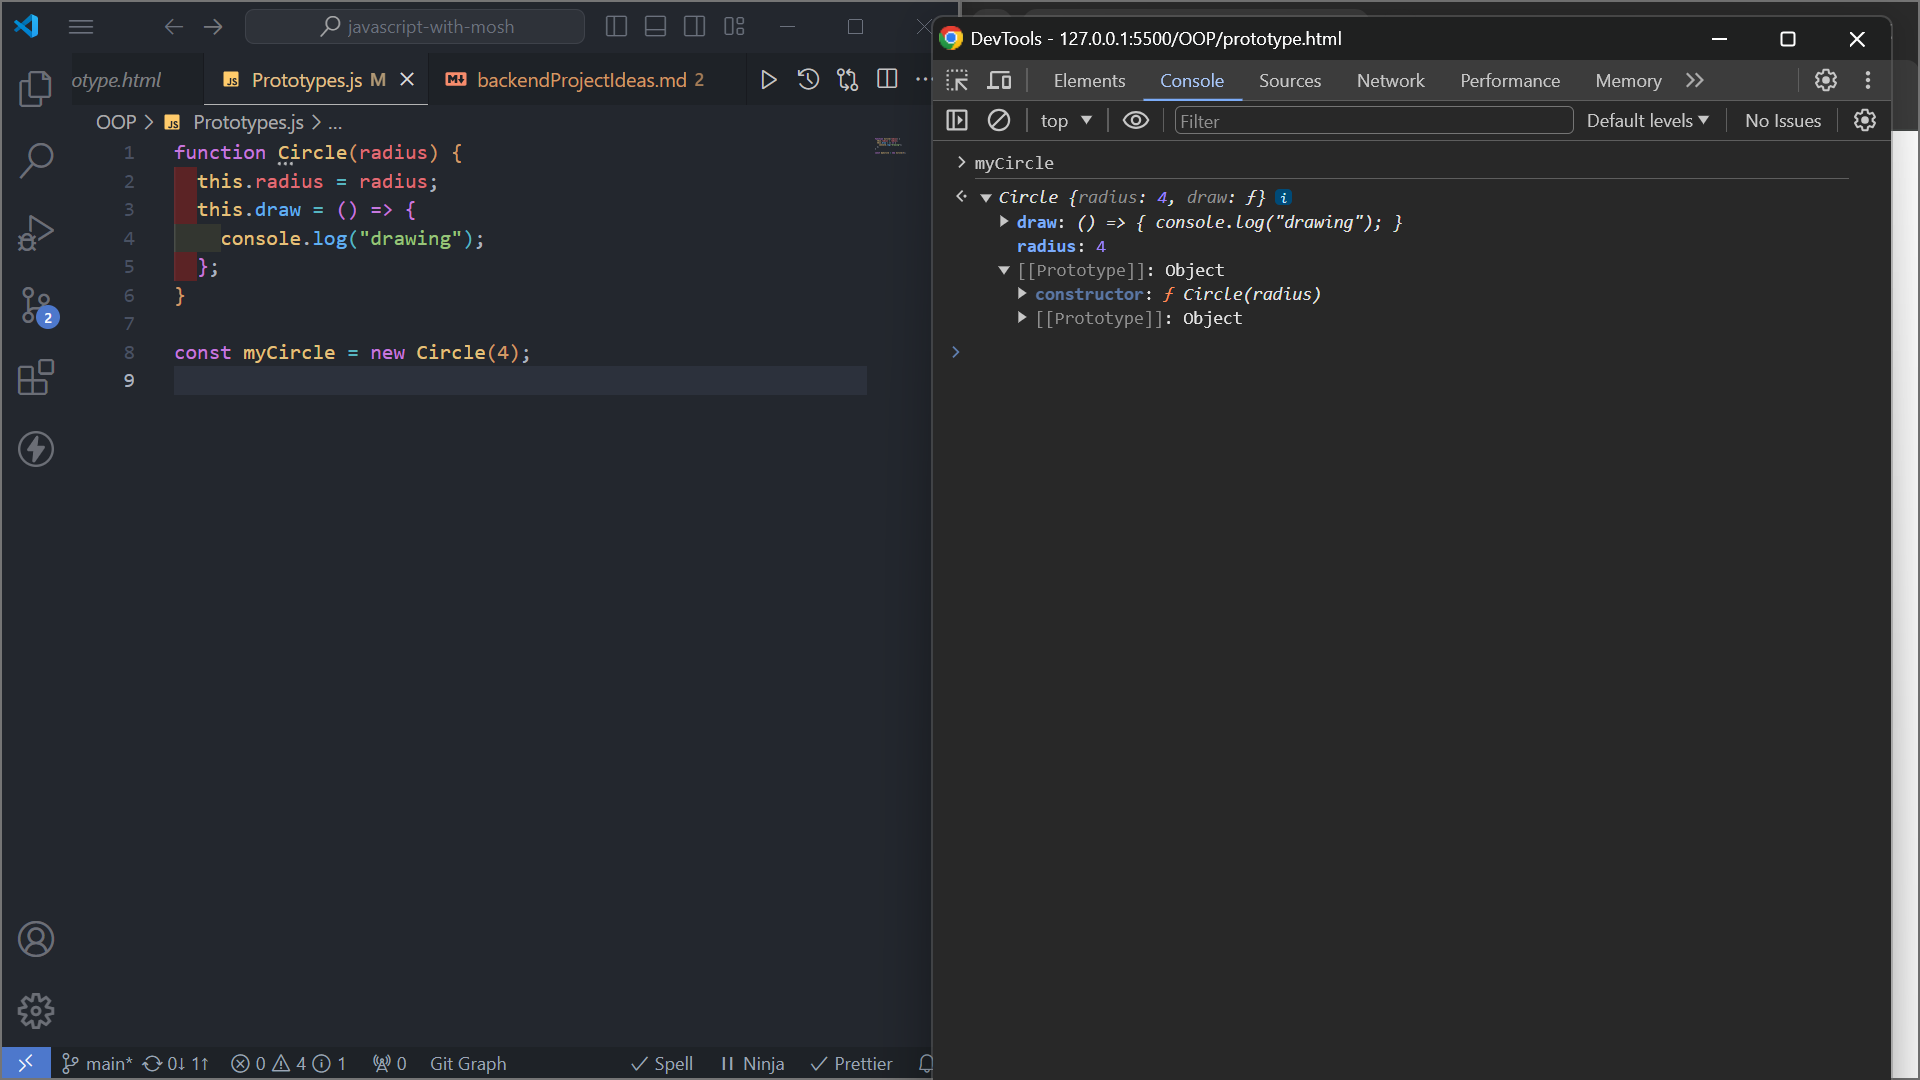 javascript-with-mosh
otype.html
Prototypes.js M
backendProjectIdeas.md 2
OOP > Prototypes.js > ...
1 function Circle(radius) {
2 this.radius = radius;
3 this.draw = () => {
4 console.log("drawing");
5 };
6 }
7
8 const myCircle = new Circle(4);
9
2
main* 0↓ 1↑ 0 4 1 0 Git Graph Spell Ninja Prettier
DevTools - 127.0.0.1:5500/OOP/prototype.html
Elements Console Sources Network Performance Memory
top Filter Default levels No Issues
> myCircle
Circle {radius: 4, draw: ƒ} i
draw: () => { console.log("drawing"); }
radius: 4
[[Prototype]]: Object
constructor: ƒ Circle(radius)
[[Prototype]]: Object
>